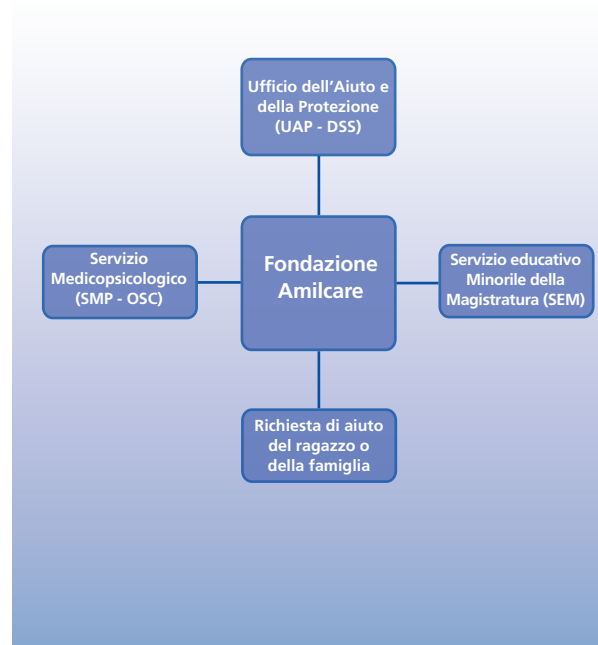 Ufficio dell'Aiuto e
della Protezione
(UAP - DSS)
Servizio
Medicopsicologico
(SMP - OSC)
Fondazione
Amilcare
Servizio educativo
Minorile della
Magistratura (SEM)
Richiesta di aiuto
del ragazzo o
della famiglia